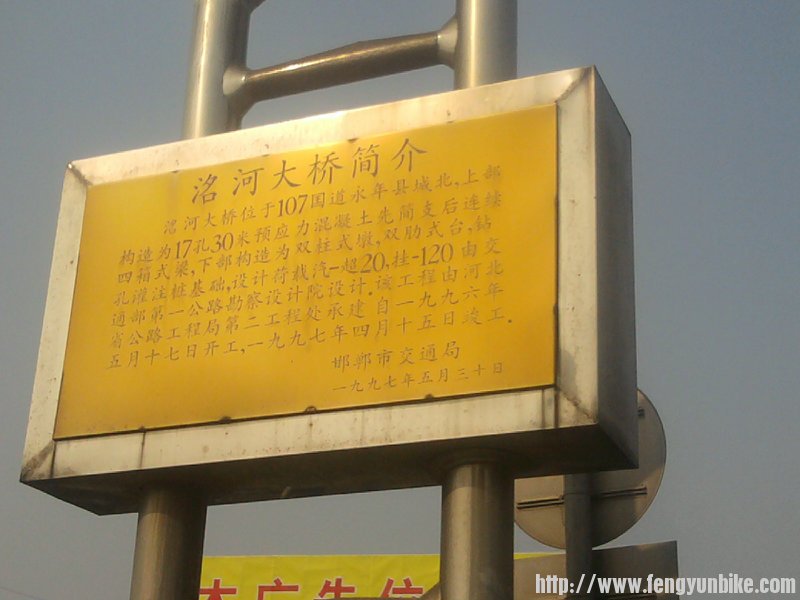 洺河大桥简介
洺河大桥位于107国道永年县城北,上部
构造为17孔30米预应力混凝土先简支后连续
四箱式梁,下部构造为双柱式墩,双肋式台,钻
孔灌注桩基础,设计荷载汽-超20,挂-120由交
通部第一公路勘察设计院设计.该工程由河北
省公路工程局第二工程处承建自一九九六年
五月十七日开工,一九九七年四月十五日竣工.
邯郸市交通局
一九九七年五月三十日
本广告位
http://www.fengyunbike.com